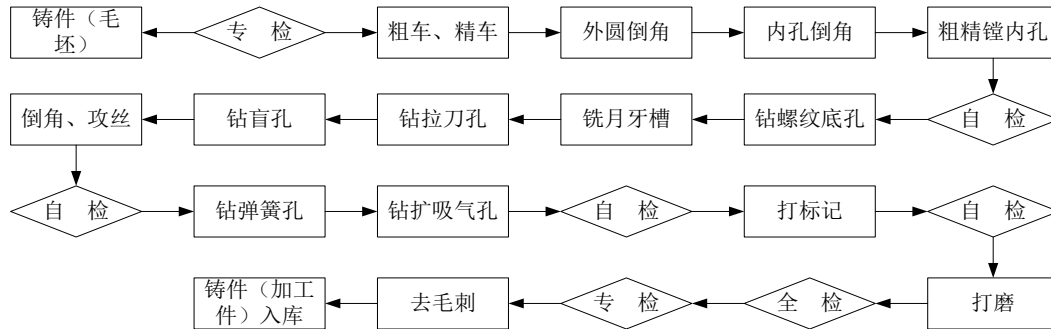 铸件（毛坯）
专 检
粗车、精车
外圆倒角
内孔倒角
粗精镗内孔
倒角、攻丝
钻盲孔
钻拉刀孔
铣月牙槽
钻螺纹底孔
自 检
自 检
钻弹簧孔
钻扩吸气孔
自 检
打标记
自 检
铸件（加工件）入库
去毛刺
专 检
全 检
打磨